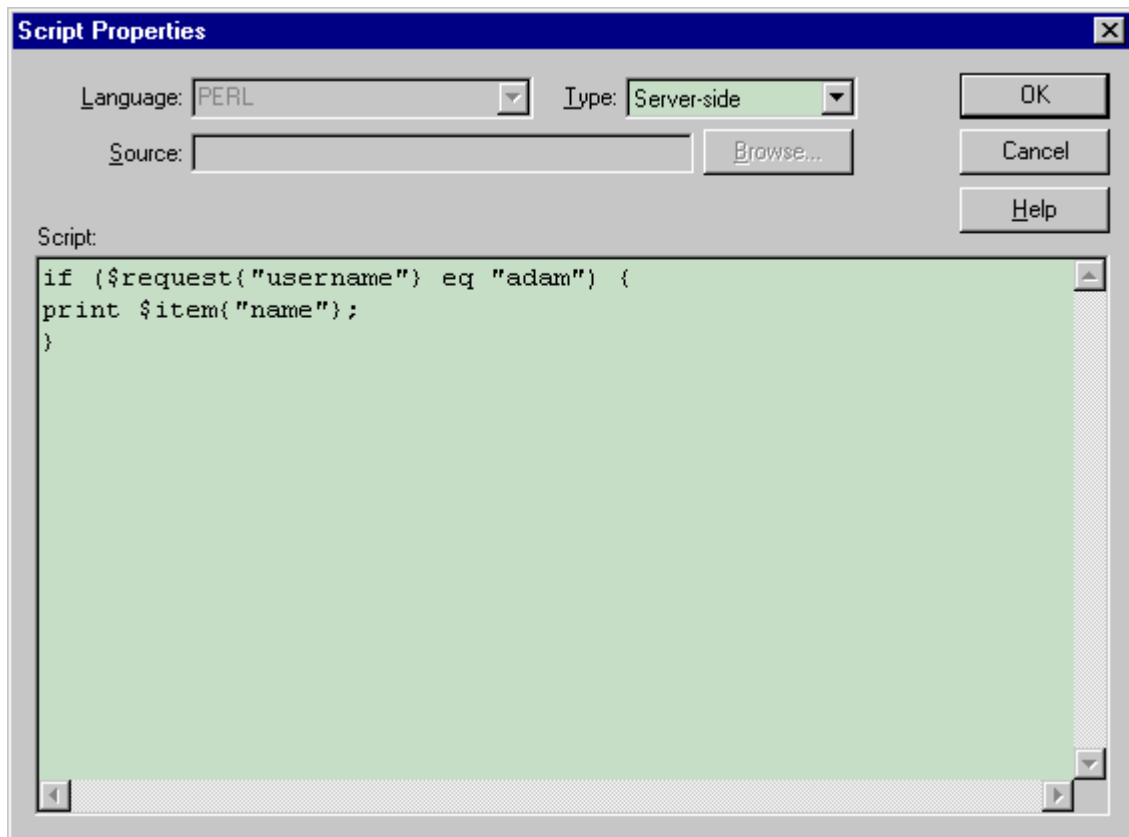 Script Properties
Language: PERL Type: Server-side OK
Source: Browse... Cancel
Help
Script:
if ($request{"username"} eq "adam") {
print $item{"name"};
}